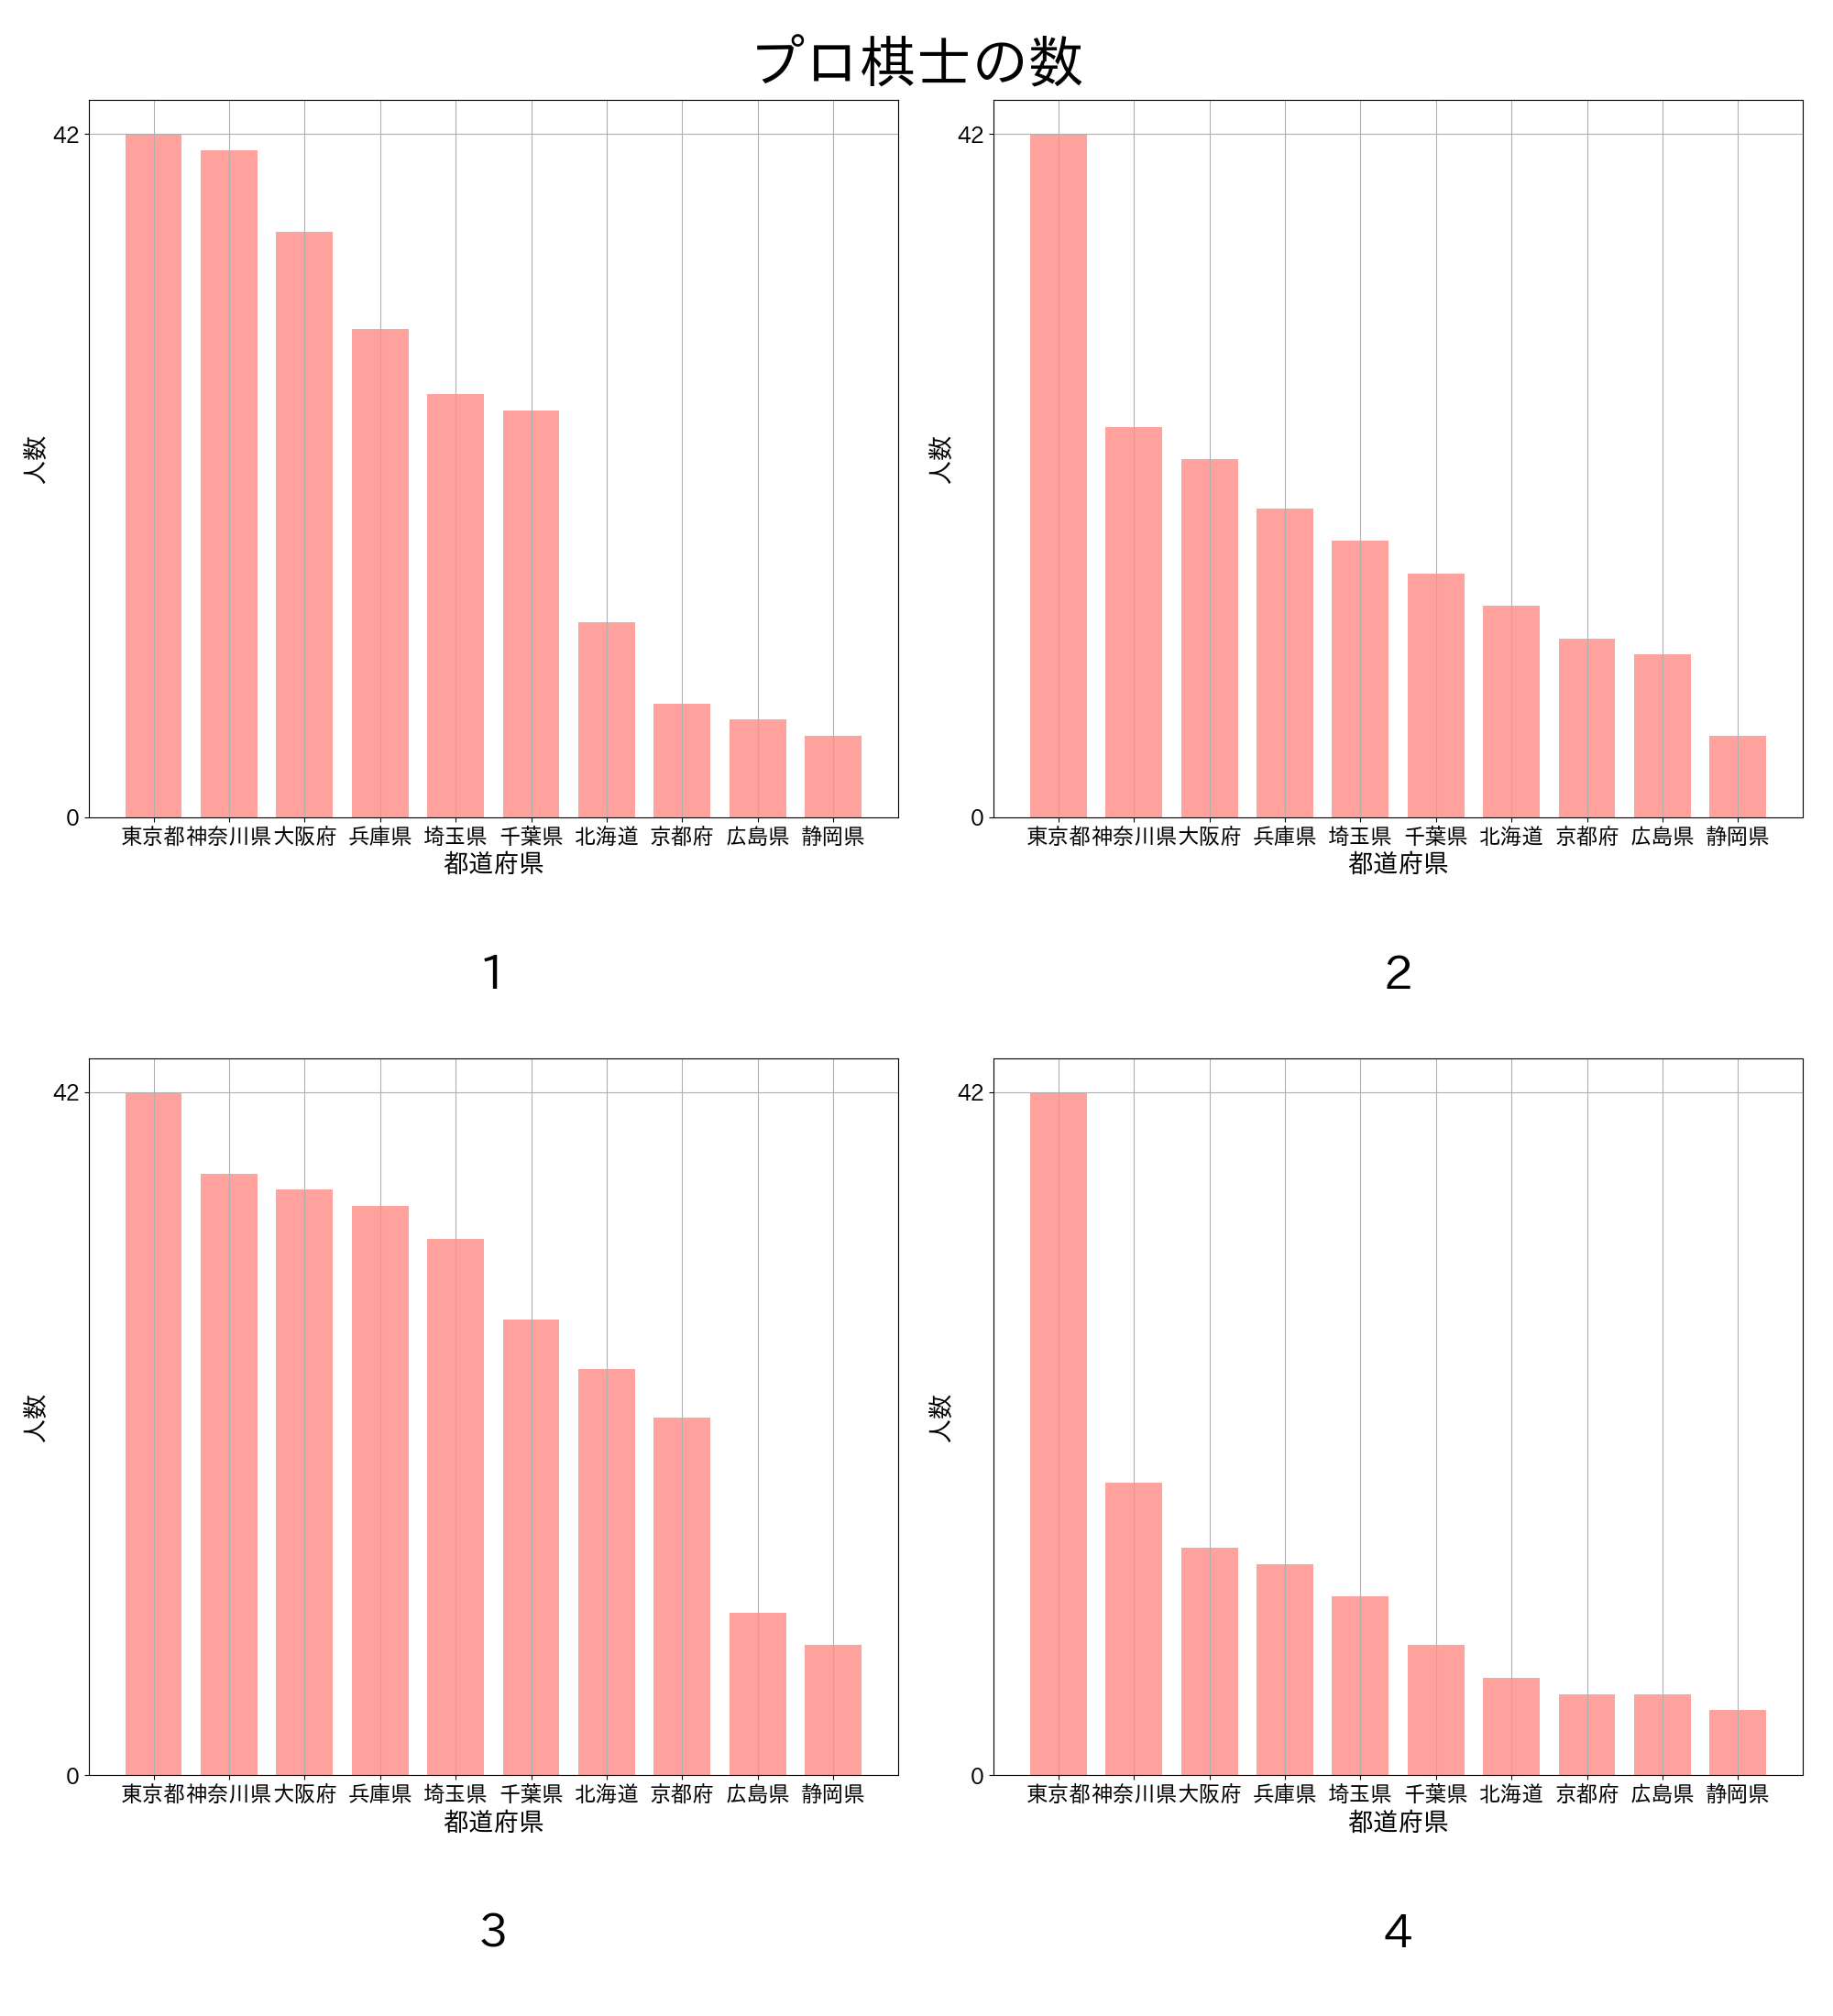 プロ棋士の数
42
0
人数
東京都 神奈川県 大阪府 兵庫県 埼玉県 千葉県 北海道 京都府 広島県 静岡県
都道府県
1
42
0
人数
東京都 神奈川県 大阪府 兵庫県 埼玉県 千葉県 北海道 京都府 広島県 静岡県
都道府県
2
42
0
人数
東京都 神奈川県 大阪府 兵庫県 埼玉県 千葉県 北海道 京都府 広島県 静岡県
都道府県
3
42
0
人数
東京都 神奈川県 大阪府 兵庫県 埼玉県 千葉県 北海道 京都府 広島県 静岡県
都道府県
4